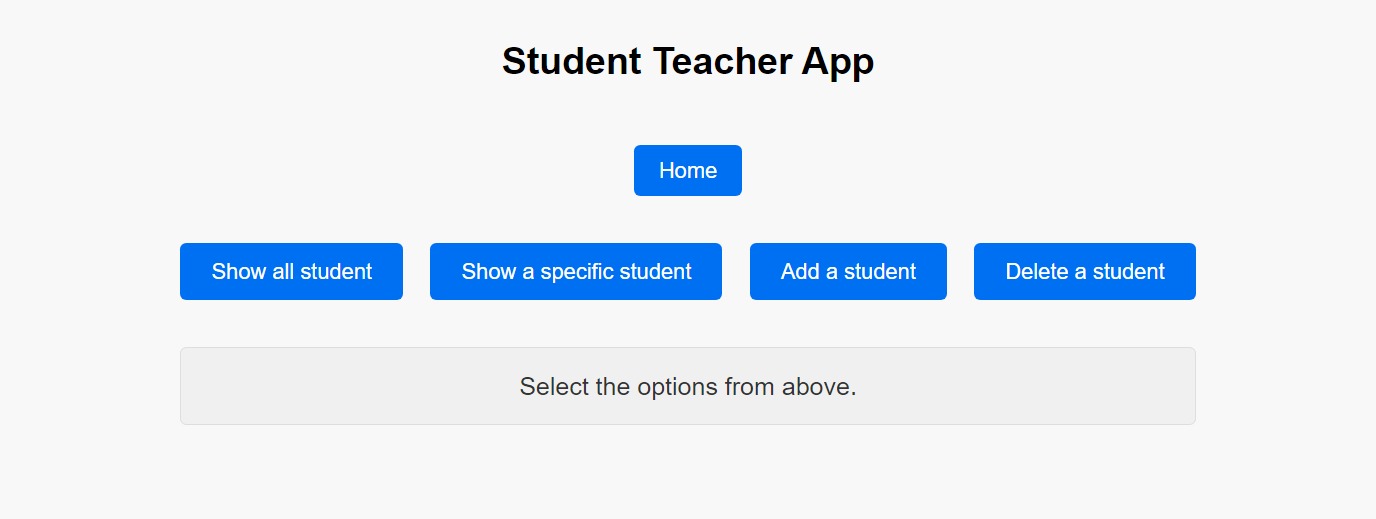 Student Teacher App
Home
Show all student
Show a specific student
Add a student
Delete a student
Select the options from above.